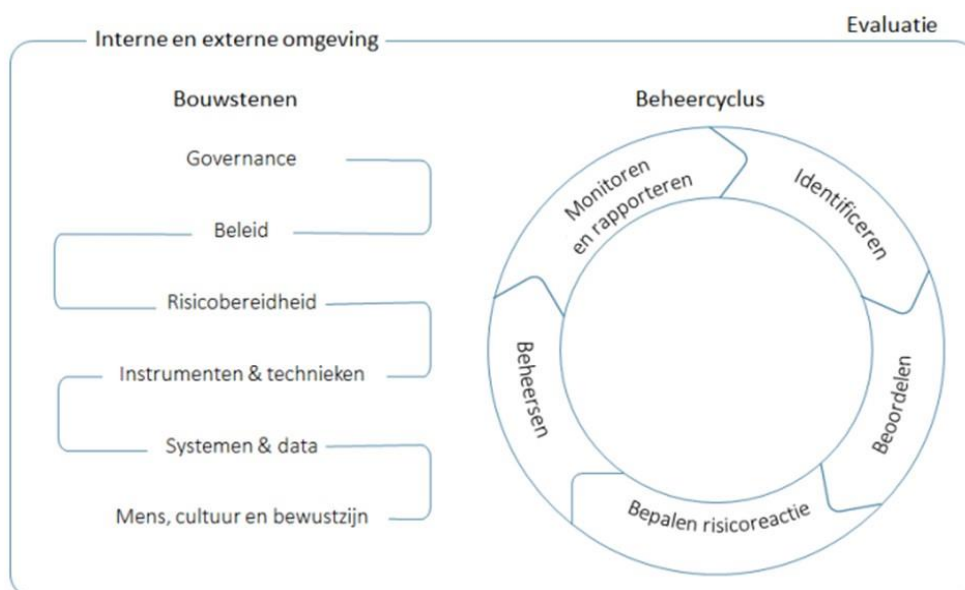 Evaluatie
Interne en externe omgeving
Bouwstenen
Governance
Beleid
Risicobereidheid
Instrumenten & technieken
Systemen & data
Mens, cultuur en bewustzijn
Beheercyclus
Identificeren
Beoordelen
Bepalen risicoreactie
Beheersen
Monitoren
en rapporteren